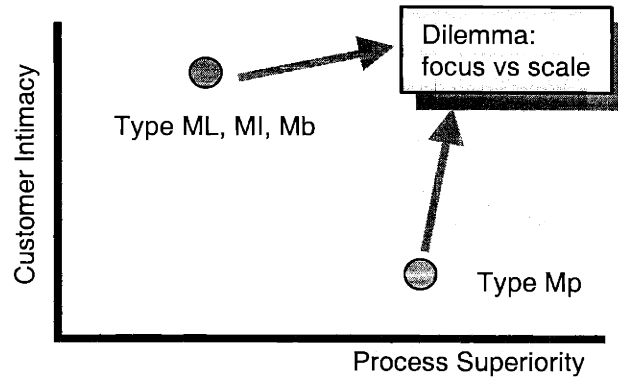 Dilemma:
focus vs scale
Type ML, MI, Mb
Customer Intimacy
Type Mp
Process Superiority